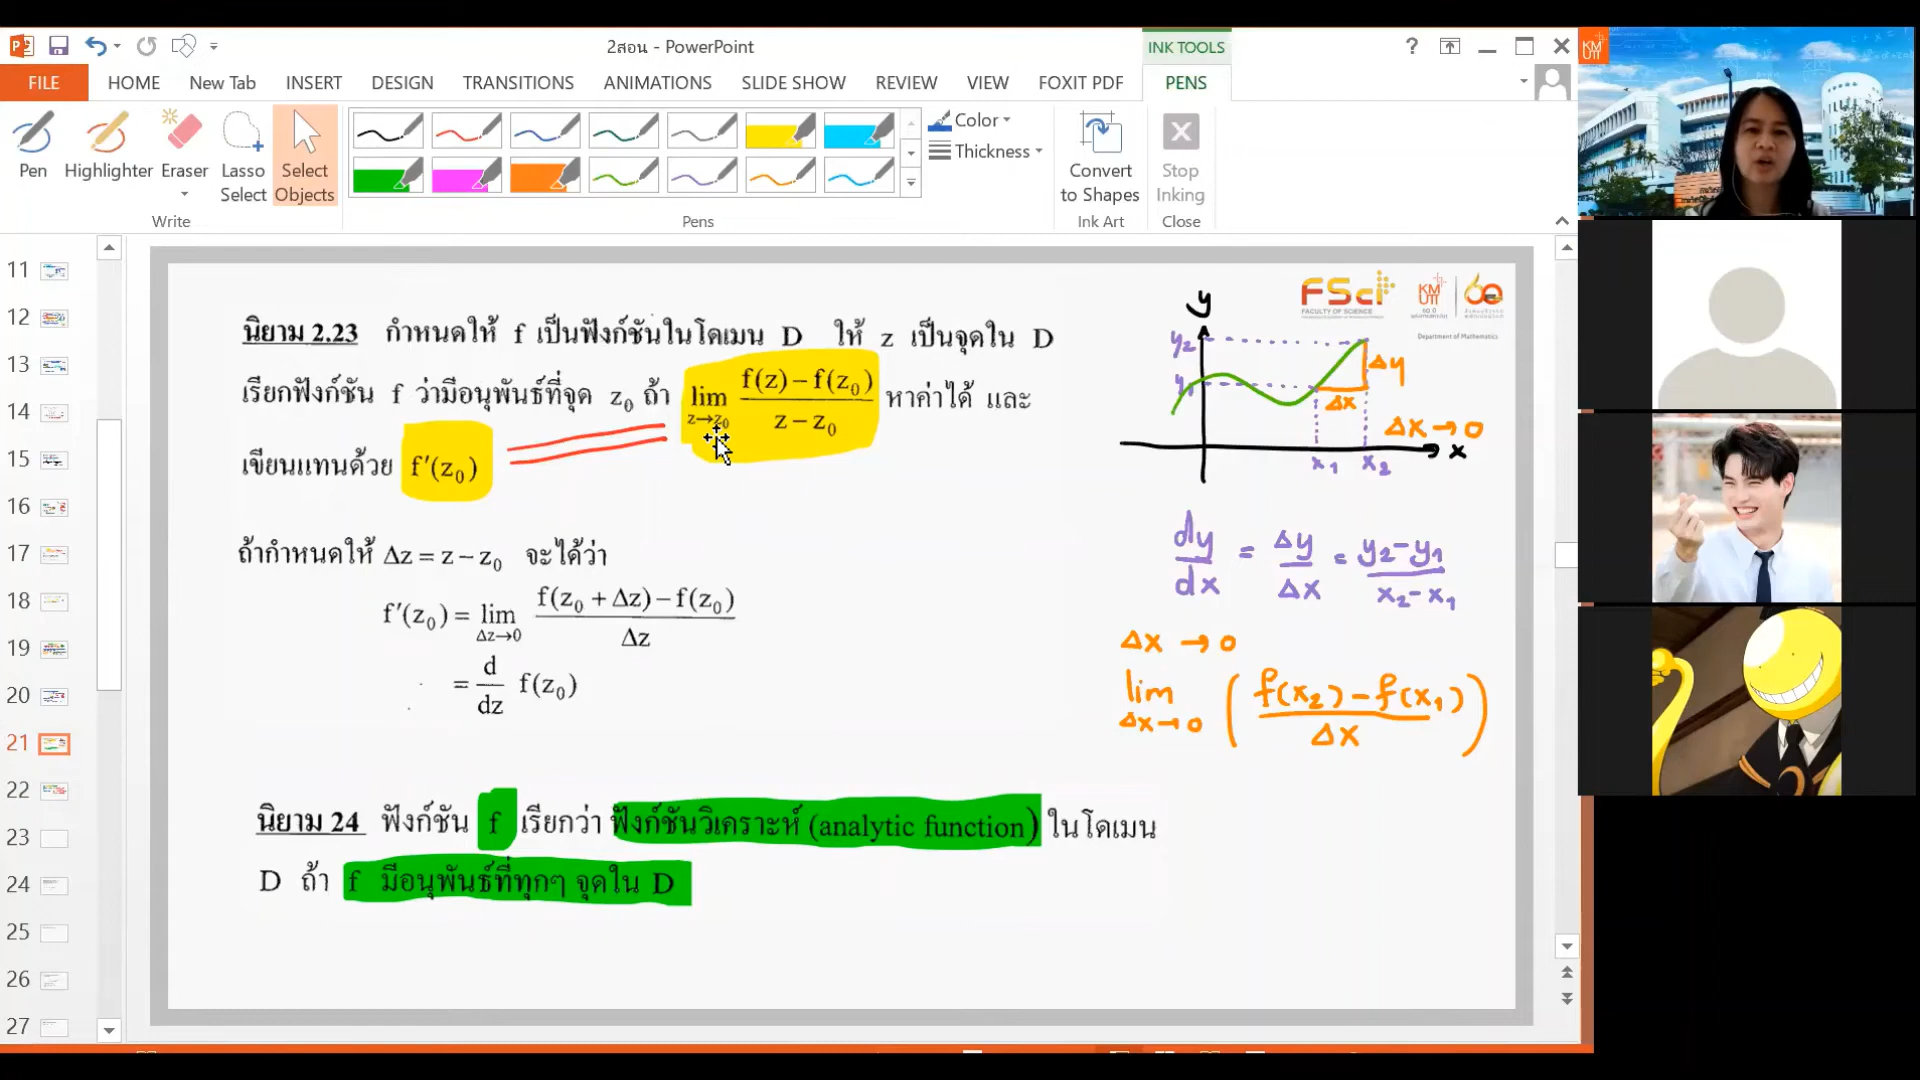 2สอน - PowerPoint
INK TOOLS
FILE
HOME
New Tab
INSERT
DESIGN
TRANSITIONS
ANIMATIONS
SLIDE SHOW
REVIEW
VIEW
FOXIT PDF
PENS
Pen
Highlighter
Eraser
Lasso Select
Select Objects
Color
Thickness
Convert to Shapes
Stop Inking
Write
Pens
Ink Art
Close
11
12
13
14
15
16
17
18
19
20
21
22
23
24
25
26
27
นิยาม 2.23 กำหนดให้ f เป็นฟังก์ชันในโดเมน D ให้ z เป็นจุดใน D
เรียกฟังก์ชัน f ว่ามีอนุพันธ์ที่จุด z₀ ถ้า lim z→z₀ (f(z) − f(z₀))/(z − z₀) หาค่าได้ และ
เขียนแทนด้วย f′(z₀)
ถ้ากำหนดให้ Δz = z − z₀ จะได้ว่า
f′(z₀) = lim Δz→0 (f(z₀ + Δz) − f(z₀))/Δz
= d/dz f(z₀)
นิยาม 24 ฟังก์ชัน f เรียกว่า ฟังก์ชันวิเคราะห์ (analytic function) ในโดเมน
D ถ้า f มีอนุพันธ์ที่ทุกๆ จุดใน D
FSci
FACULTY OF SCIENCE
KMUTT
60
Department of Mathematics
y
y₂
y₁
Δy
Δx
Δx → 0
x₁ x₂ x
dy/dx = Δy/Δx = (y₂ − y₁)/(x₂ − x₁)
Δx → 0
lim Δx→0 ((f(x₂) − f(x₁))/Δx)
KMUTT